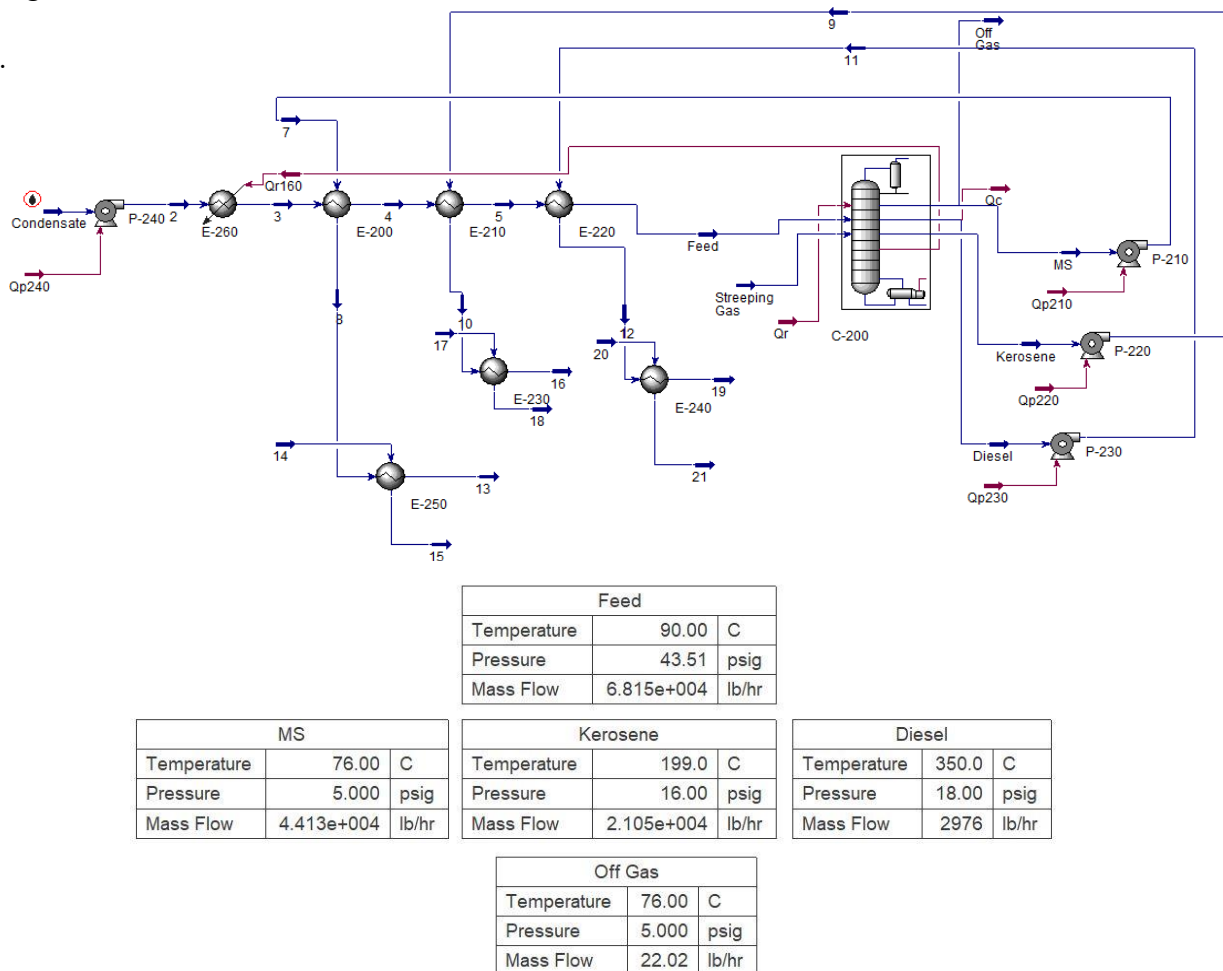 9
Off
Gas
11
7
Qr160
Condensate
P-240
2
E-260
3
E-200
4
E-210
5
E-220
Feed
Qc
MS
P-210
Qp240
Streeping
Gas
Qp210
Qr
C-200
8
17
10
20
12
Kerosene
P-220
16
19
E-230
18
E-240
Qp220
14
21
Diesel
P-230
13
E-250
Qp230
15
Feed
Temperature 90.00 C
Pressure 43.51 psig
Mass Flow 6.815e+004 lb/hr
MS
Temperature 76.00 C
Pressure 5.000 psig
Mass Flow 4.413e+004 lb/hr
Kerosene
Temperature 199.0 C
Pressure 16.00 psig
Mass Flow 2.105e+004 lb/hr
Diesel
Temperature 350.0 C
Pressure 18.00 psig
Mass Flow 2976 lb/hr
Off Gas
Temperature 76.00 C
Pressure 5.000 psig
Mass Flow 22.02 lb/hr